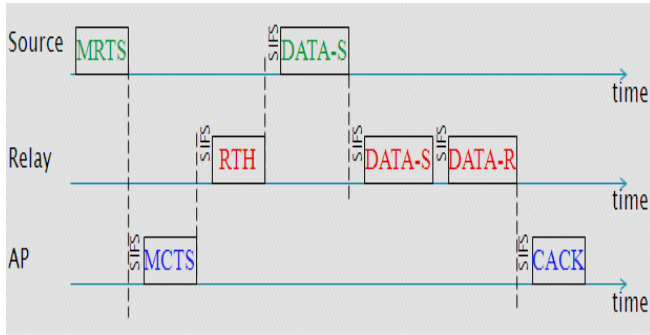 Source
MRTS
SIFS
DATA-S
time
Relay
SIFS
RTH
SIFS
DATA-S
SIFS
DATA-R
time
AP
SIFS
MCTS
SIFS
CACK
time